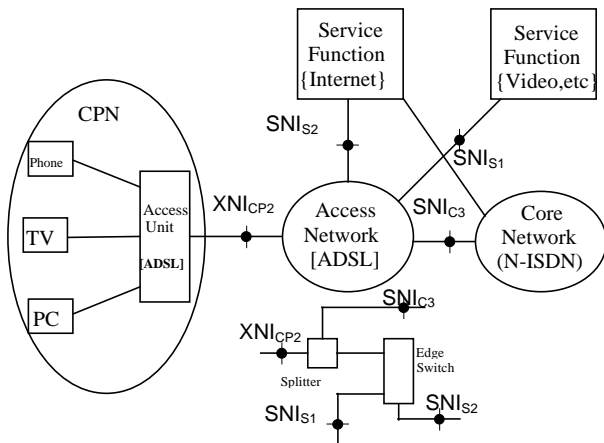 Service
Function
{Internet}
Service
Function
{Video,etc}
CPN
SNIS2
SNIS1
Phone
Access
Unit
[ADSL]
XNICP2
Access
Network
[ADSL]
SNIC3
Core
Network
(N-ISDN)
TV
PC
SNIC3
XNICP2
Splitter
Edge
Switch
SNIS1
SNIS2